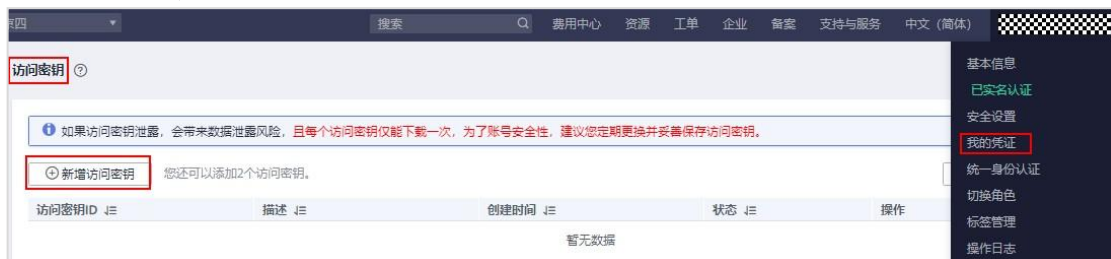 京四 搜索 费用中心 资源 工单 企业 备案 支持与服务 中文（简体）
访问密钥
基本信息
已实名认证
如果访问密钥泄露，会带来数据泄露风险，且每个访问密钥仅能下载一次，为了账号安全性，建议您定期更换并妥善保存访问密钥。
安全设置
我的凭证
新增访问密钥 您还可以添加2个访问密钥。
统一身份认证
切换角色
访问密钥ID 描述 创建时间 状态 操作
标签管理
暂无数据
操作日志